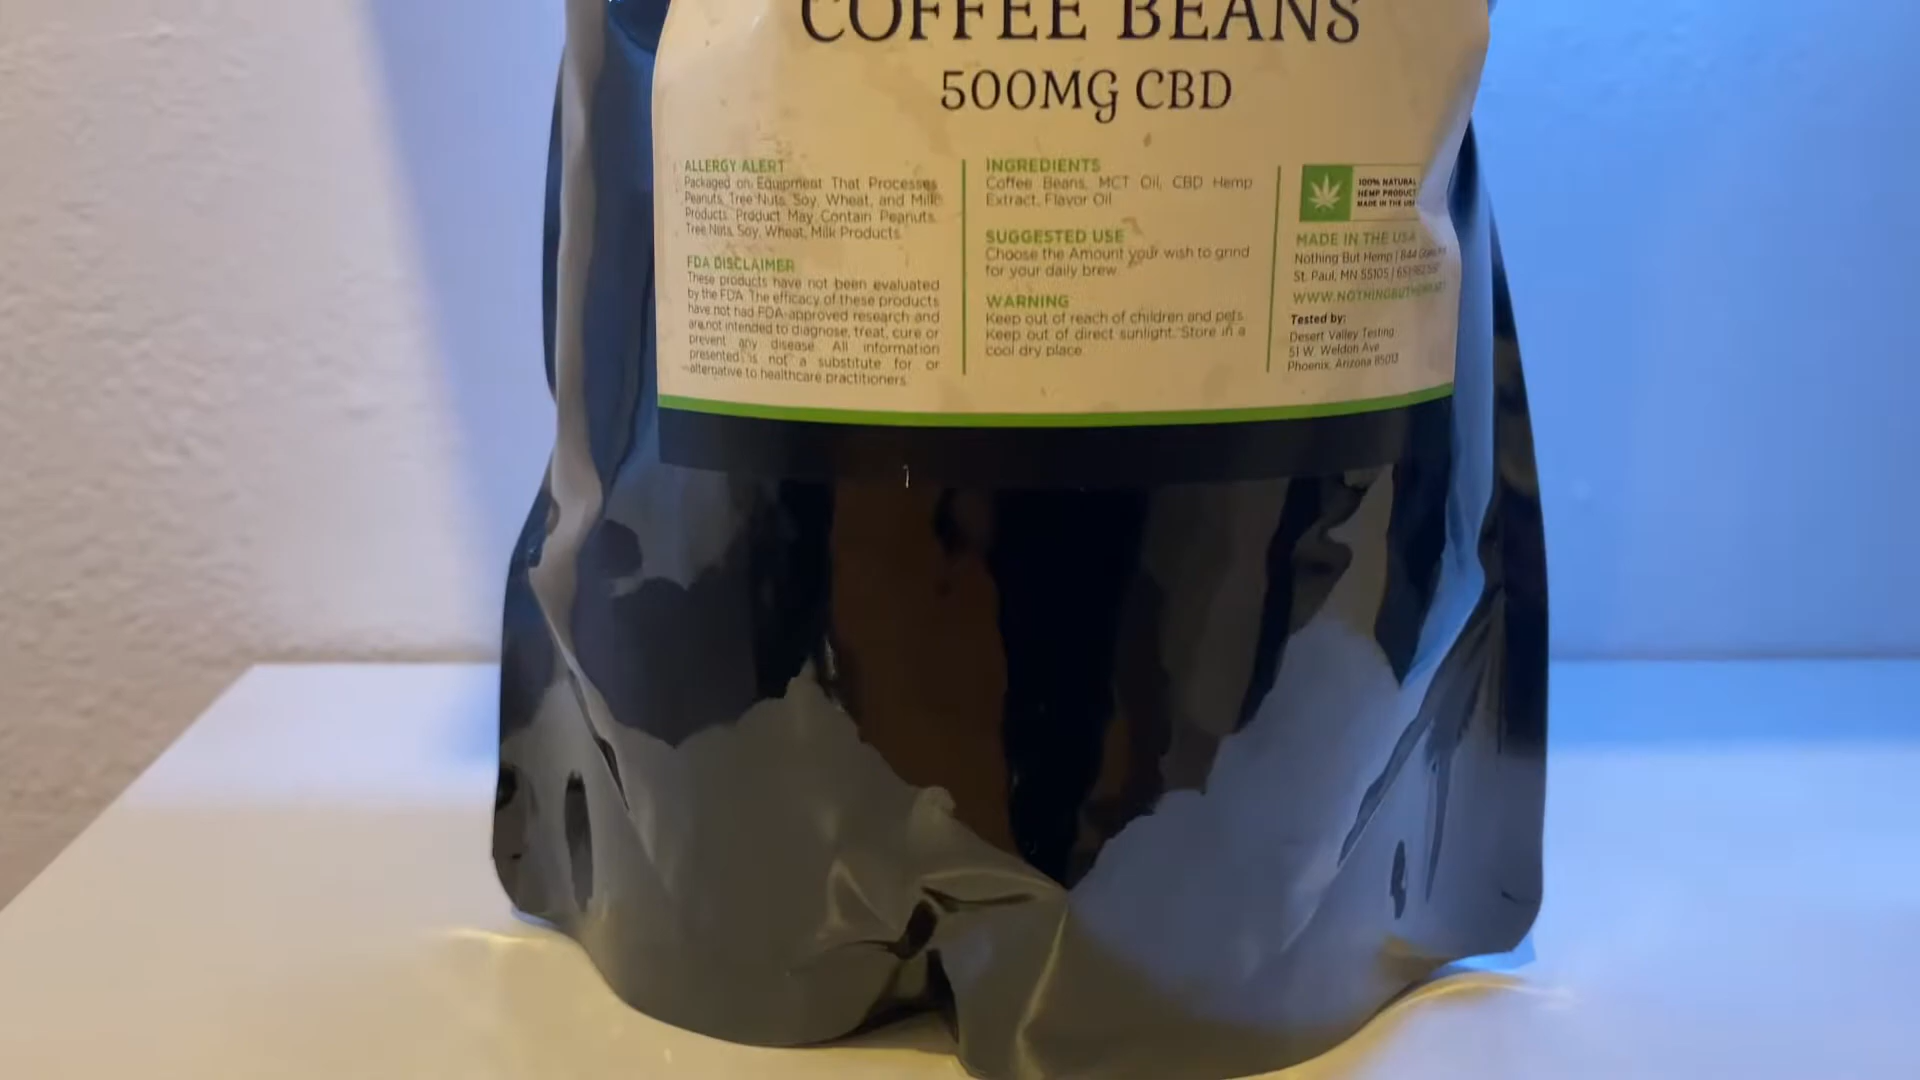 COFFEE BEANS
500MG CBD
ALLERGY ALERT
Packaged on Equipment That Processes
Peanuts, Tree Nuts, Soy, Wheat, and Milk
Products. Product May Contain Peanuts,
Tree Nuts, Soy, Wheat, Milk Products.
FDA DISCLAIMER
These products have not been evaluated
by the FDA. The efficacy of these products
have not had FDA-approved research and
are not intended to diagnose, treat, cure or
prevent any disease. All information
presented is not a substitute for or
alternative to healthcare practitioners.
INGREDIENTS
Coffee Beans, MCT Oil, CBD Hemp
Extract, Flavor Oil
SUGGESTED USE
Choose the Amount your wish to grind
for your daily brew.
WARNING
Keep out of reach of children and pets.
Keep out of direct sunlight. Store in a
cool dry place.
100% NATURAL
HEMP PRODUCT
MADE IN THE USA
MADE IN THE USA
Nothing But Hemp | 844
St. Paul, MN 55105 |
Tested by:
Desert Valley Testing
51 W. Weldon Ave
Phoenix, Arizona 85013